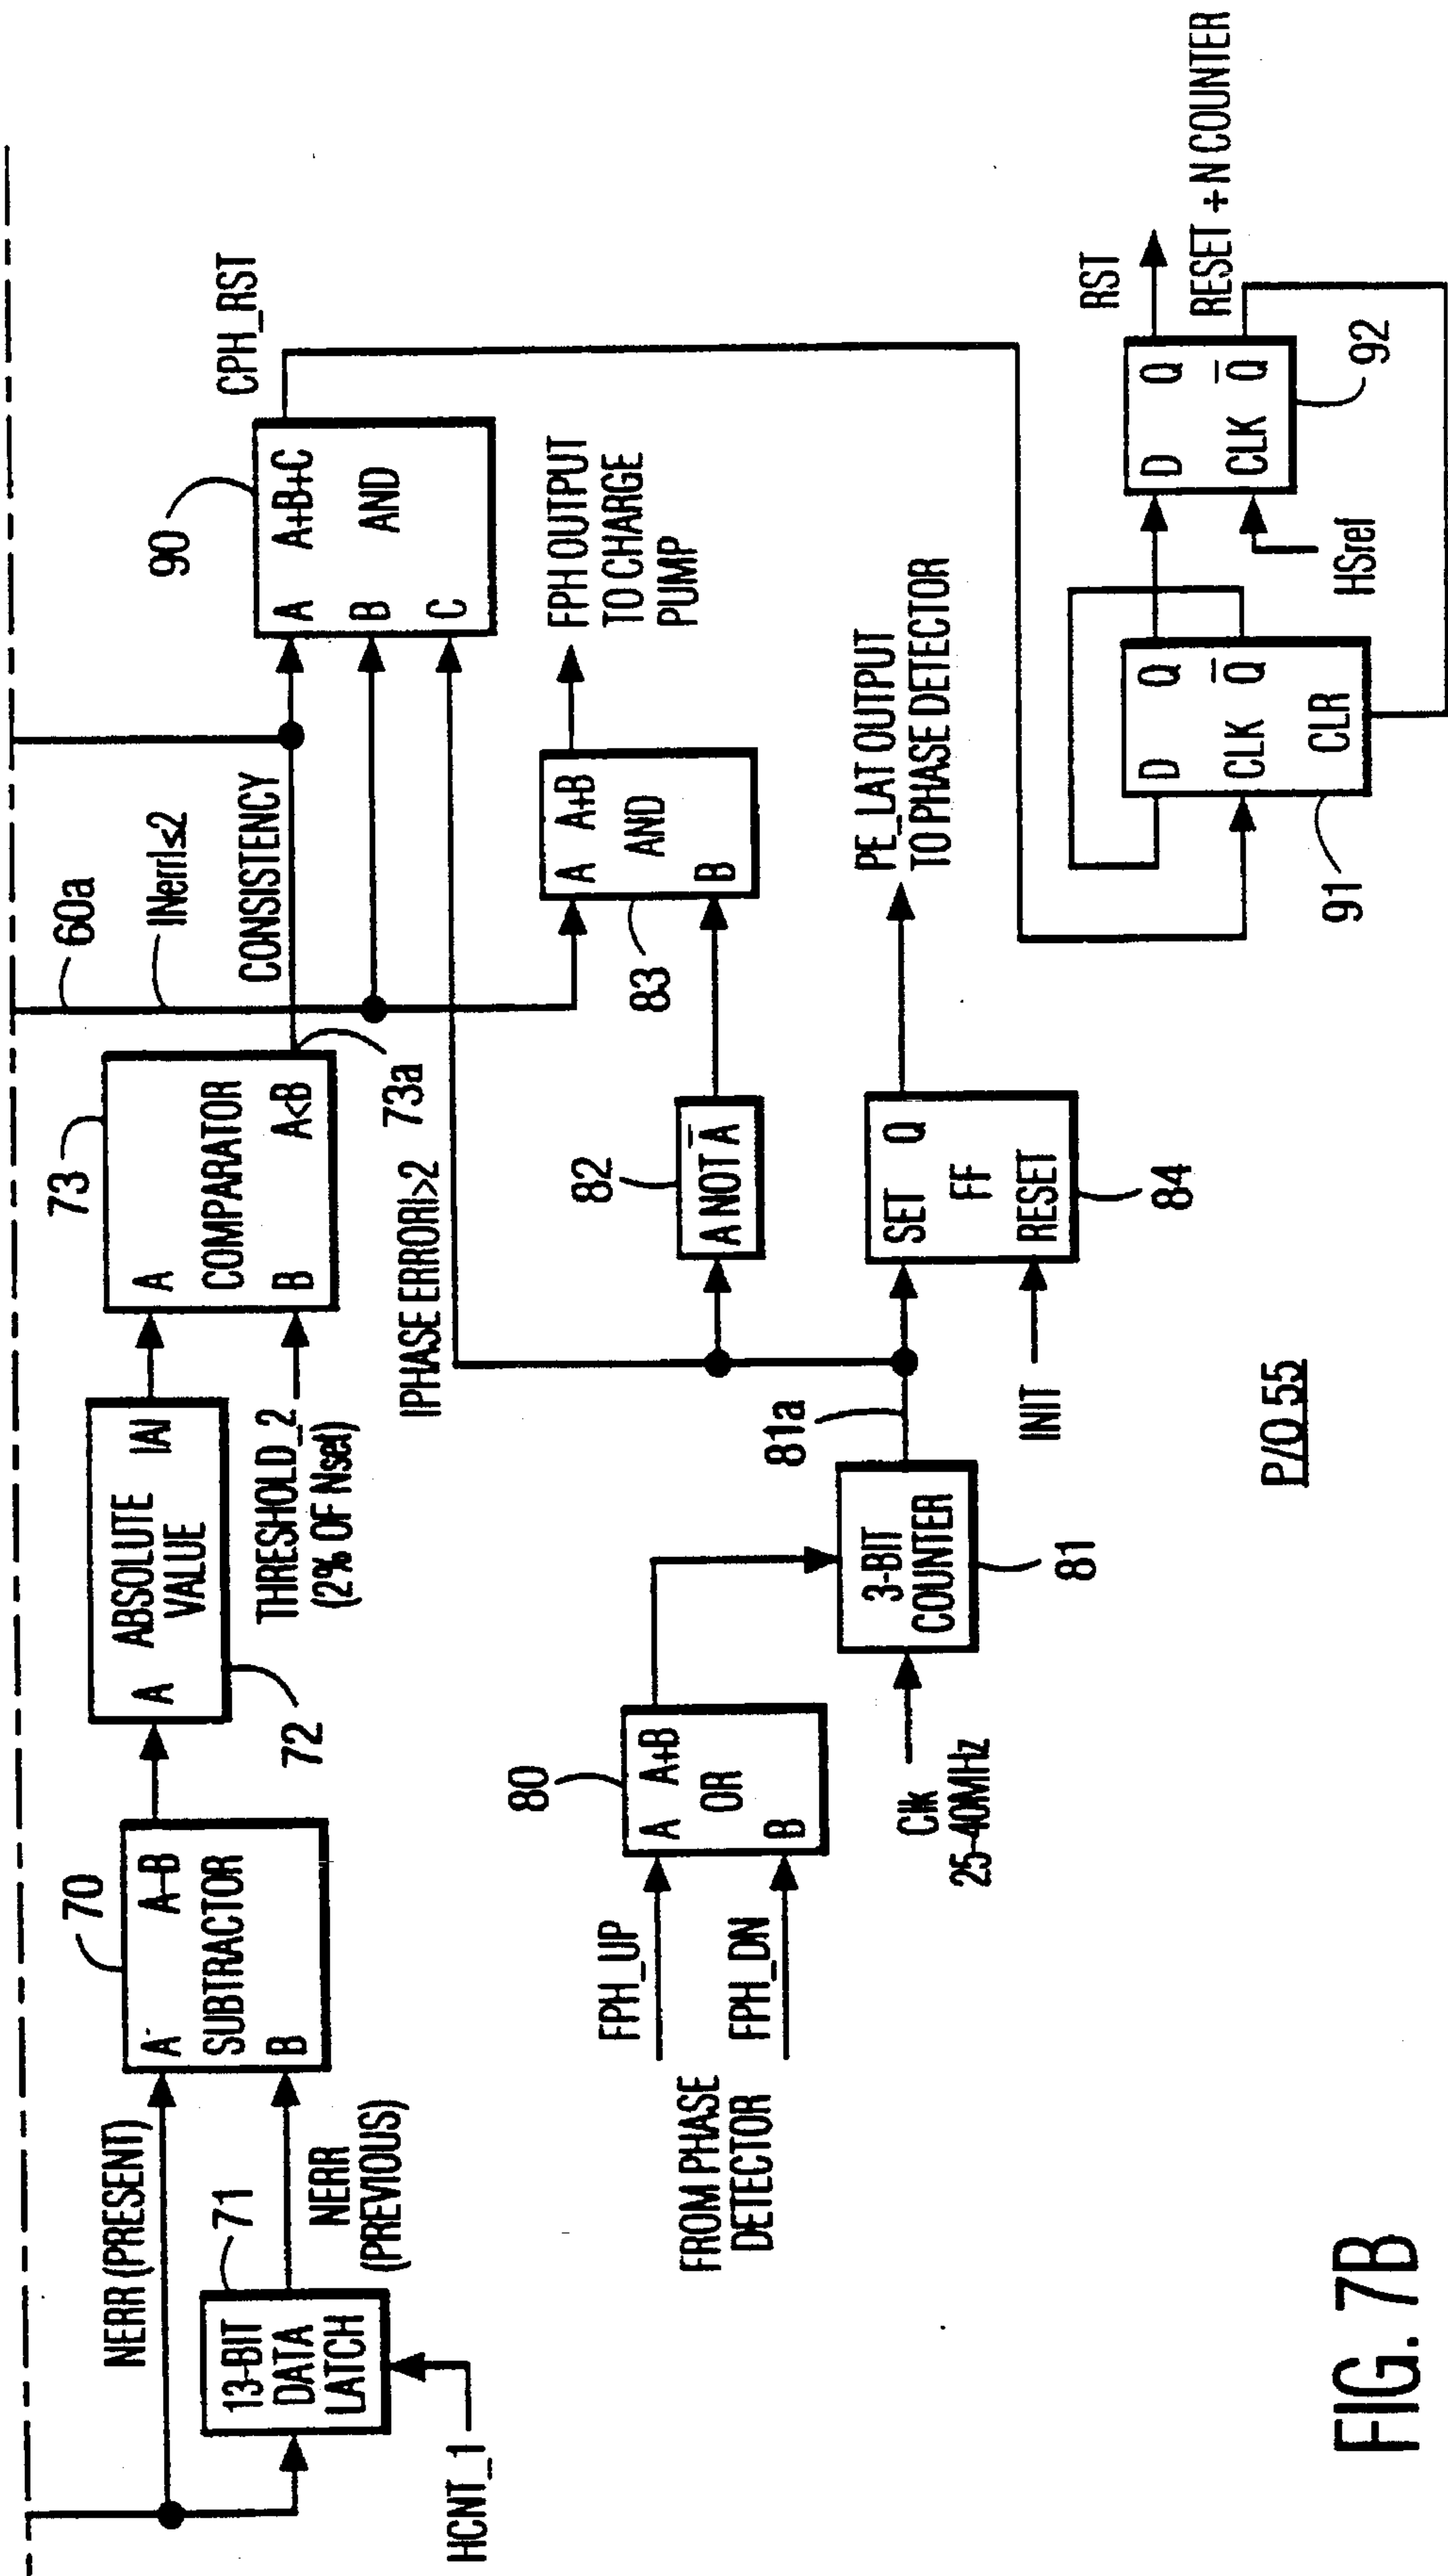 60a
|Nerr|≤2
NERR (PRESENT)
70
A
A-B
SUBTRACTOR
B
71
13-BIT
DATA
LATCH
NERR
(PREVIOUS)
HCNT_1
72
A
ABSOLUTE
VALUE
|A|
THRESHOLD_2
(2% OF Nset)
73
A
COMPARATOR
B
A<B
73a
CONSISTENCY
90
A
A+B+C
B
AND
C
CPH_RST
|PHASE ERROR|>2
FROM PHASE
DETECTOR
FPH_UP
FPH_DN
80
A
A+B
OR
B
Clk
25-40MHz
3-BIT
COUNTER
81
81a
82
A NOT A̅
83
A
A+B
AND
B
FPH OUTPUT
TO CHARGE
PUMP
INIT
SET
Q
FF
RESET
84
PE_LAT OUTPUT
TO PHASE DETECTOR
D
Q
CLK
Q̅
CLR
91
HSref
D
Q
CLK
Q̅
92
RST
RESET ÷N COUNTER
P/O 55
FIG. 7B